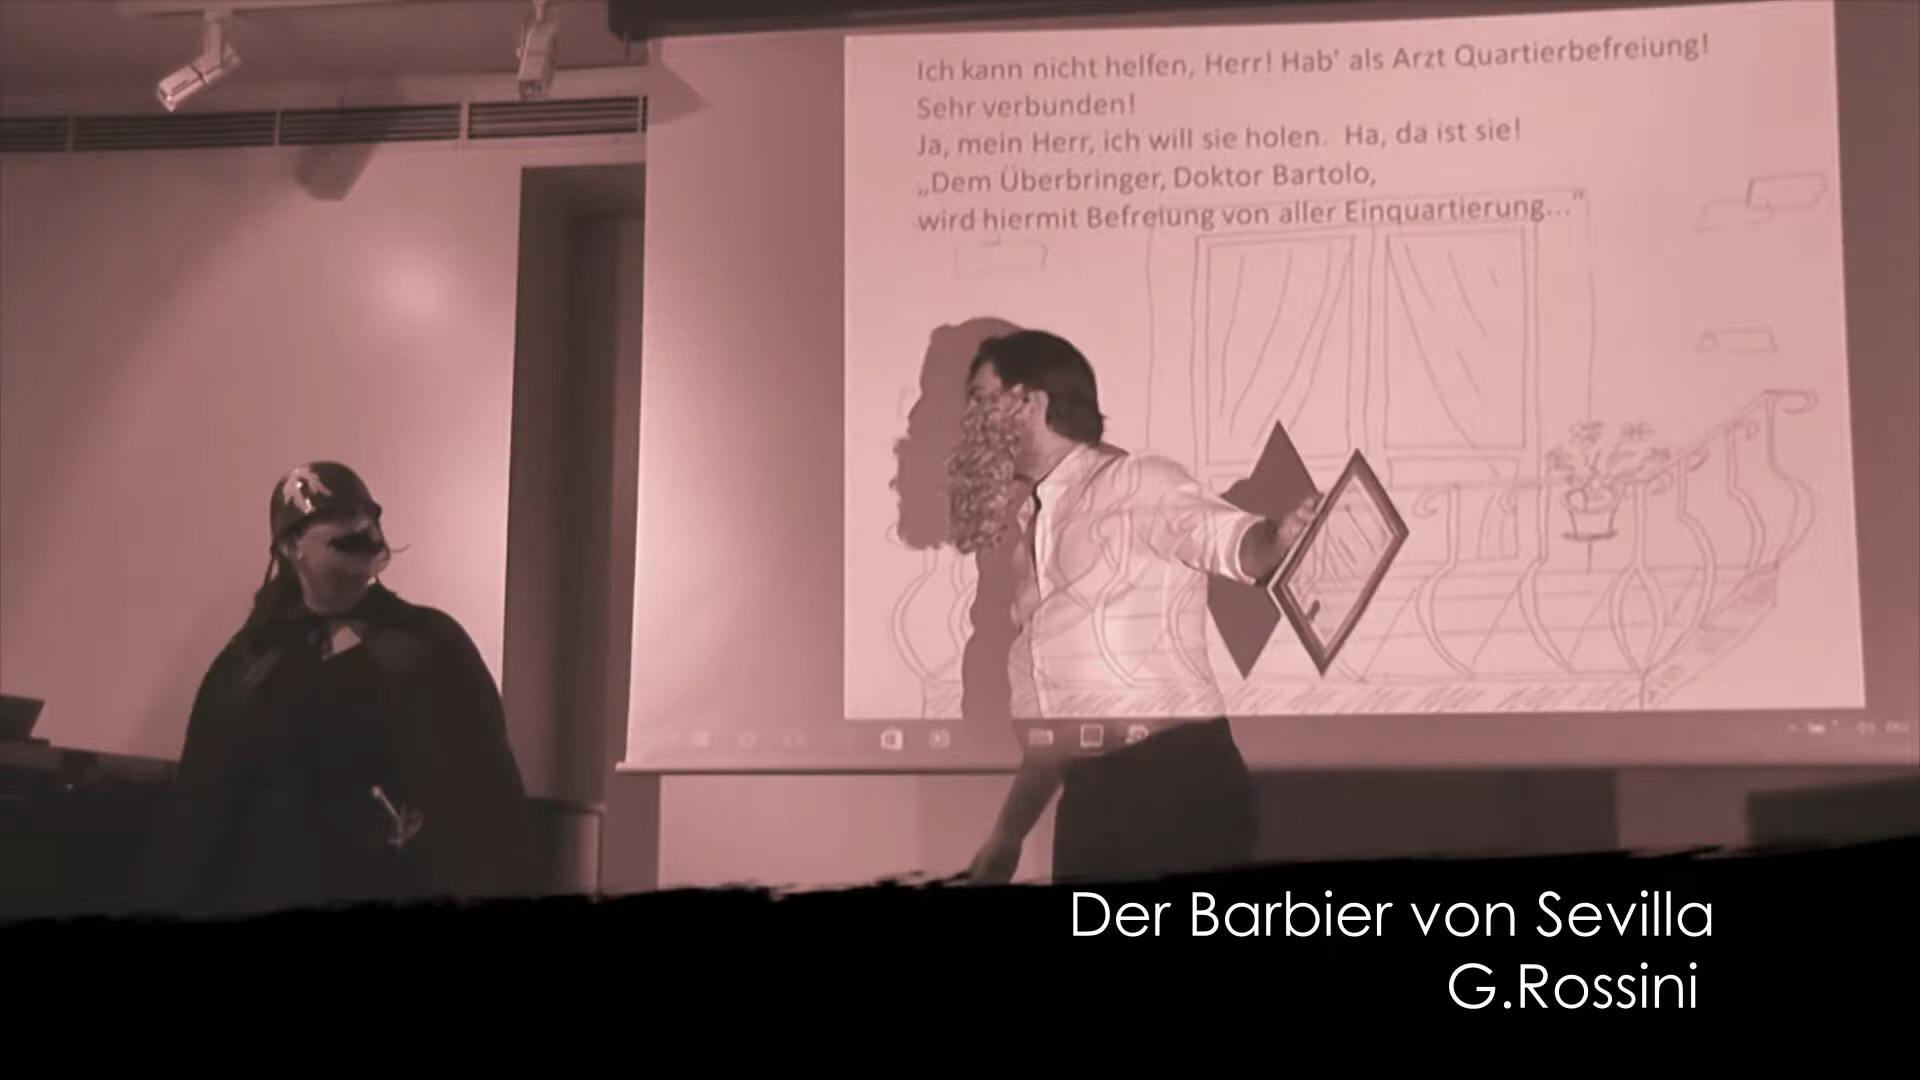 Ich kann nicht helfen, Herr! Hab' als Arzt Quartierbefreiung!
Sehr verbunden!
Ja, mein Herr, ich will sie holen.  Ha, da ist sie!
„Dem Überbringer, Doktor Bartolo,
wird hiermit Befreiung von aller Einquartierung..."
Der Barbier von Sevilla
G.Rossini